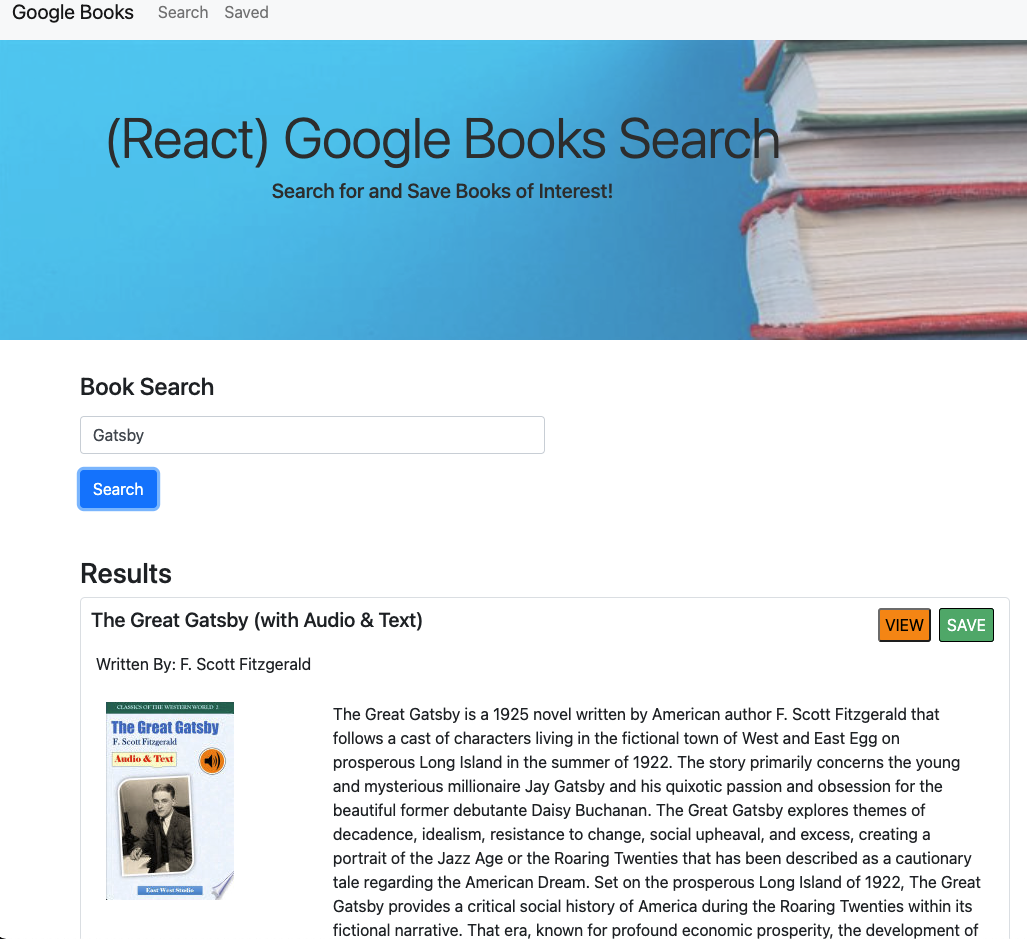 Google Books Search Saved
(React) Google Books Search
Search for and Save Books of Interest!
Book Search
Gatsby
Search
Results
The Great Gatsby (with Audio & Text) VIEW SAVE
Written By: F. Scott Fitzgerald
CLASSICS OF THE WESTERN WORLD 2
The Great Gatsby
F. Scott Fitzgerald
Audio & Text
East West Studio
The Great Gatsby is a 1925 novel written by American author F. Scott Fitzgerald that
follows a cast of characters living in the fictional town of West and East Egg on
prosperous Long Island in the summer of 1922. The story primarily concerns the young
and mysterious millionaire Jay Gatsby and his quixotic passion and obsession for the
beautiful former debutante Daisy Buchanan. The Great Gatsby explores themes of
decadence, idealism, resistance to change, social upheaval, and excess, creating a
portrait of the Jazz Age or the Roaring Twenties that has been described as a cautionary
tale regarding the American Dream. Set on the prosperous Long Island of 1922, The Great
Gatsby provides a critical social history of America during the Roaring Twenties within its
fictional narrative. That era, known for profound economic prosperity, the development of